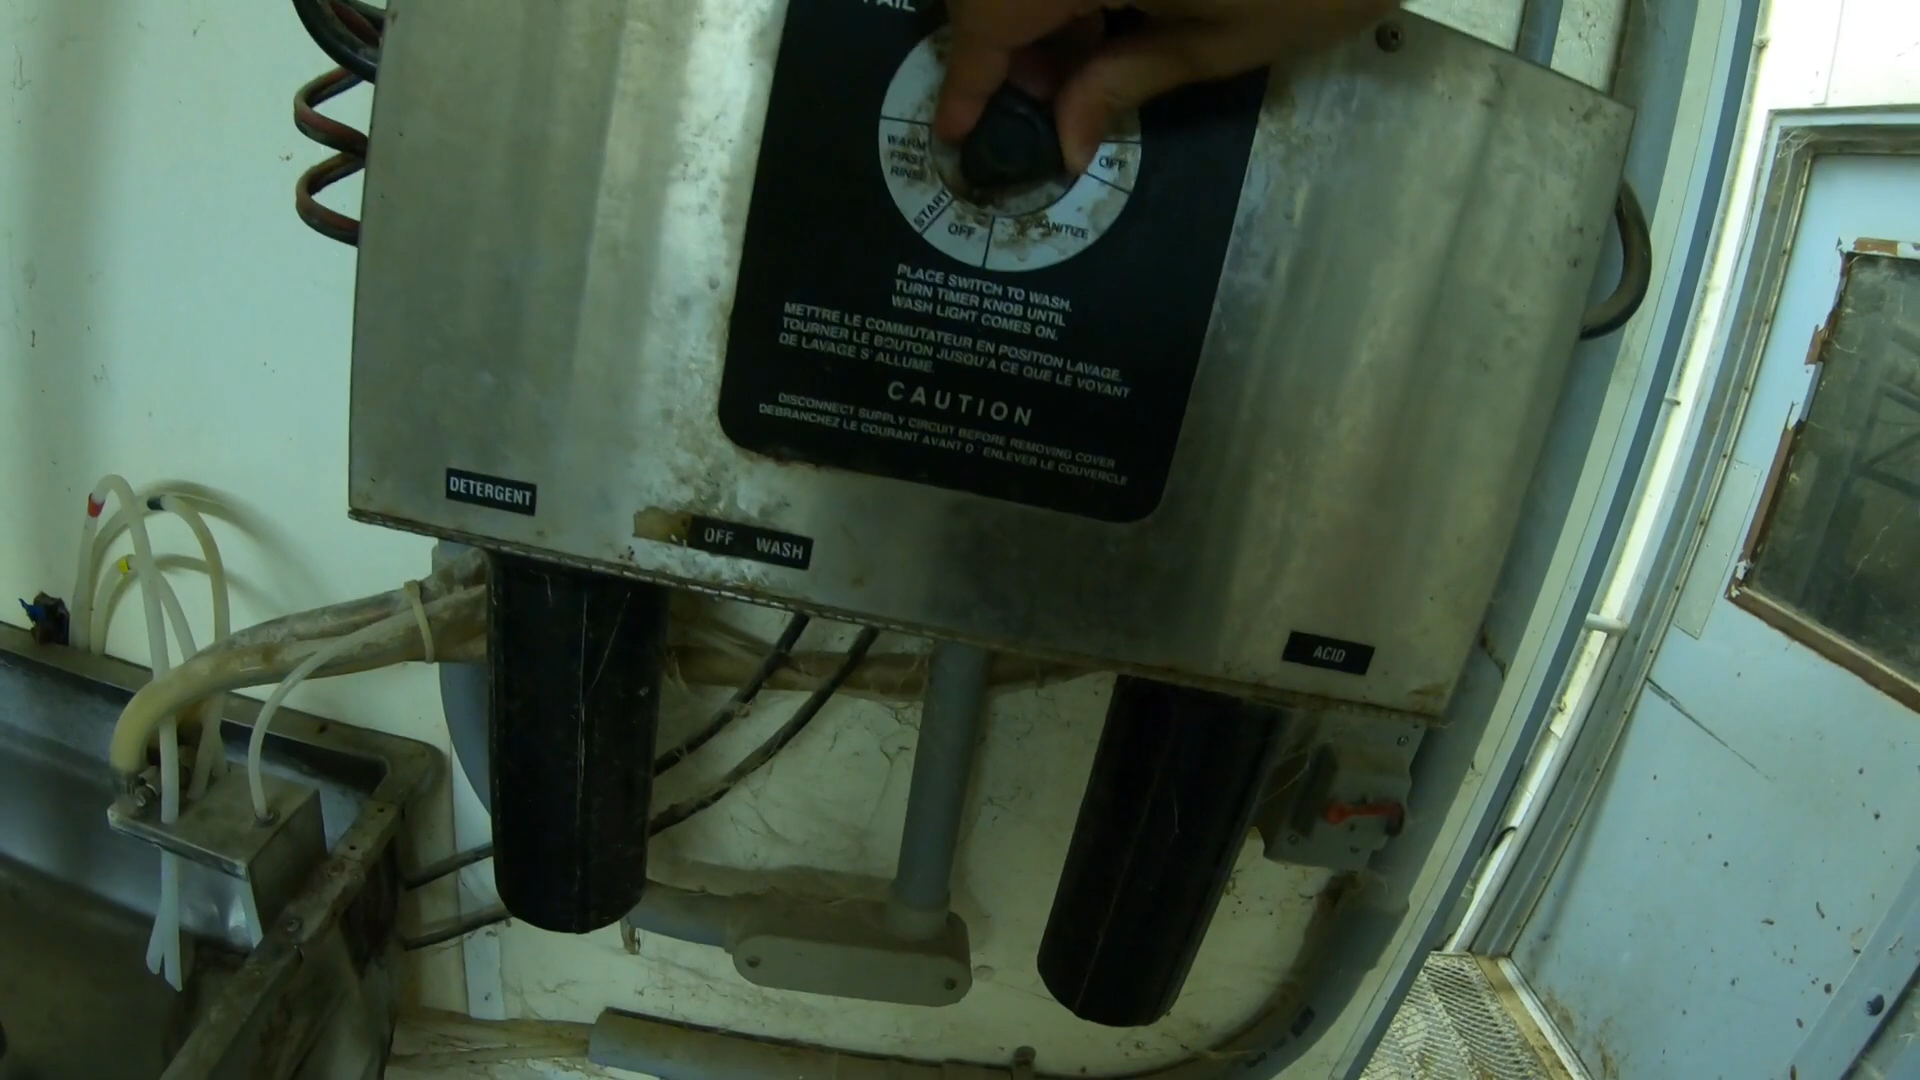 WARM
FIRST
RINSE
START
OFF
OFF
PLACE SWITCH TO WASH.
TURN TIMER KNOB UNTIL
WASH LIGHT COMES ON.
METTRE LE COMMUTATEUR EN POSITION LAVAGE.
TOURNER LE BOUTON JUSQU'A CE QUE LE VOYANT
DE LAVAGE S'ALLUME.
CAUTION
DISCONNECT SUPPLY CIRCUIT BEFORE REMOVING COVER
DEBRANCHEZ LE COURANT AVANT D'ENLEVER LE COUVERCLE
DETERGENT
OFF WASH
ACID